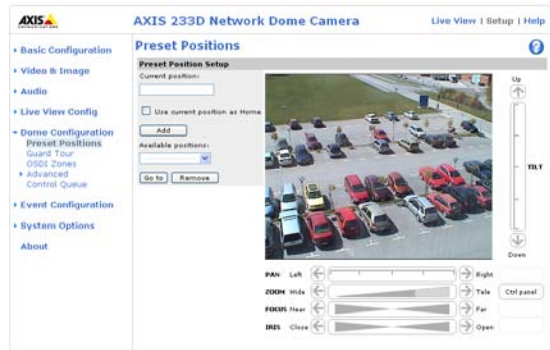 AXIS
AXIS 233D Network Dome Camera
Live View | Setup | Help
Basic Configuration
Video & Image
Audio
Live View Config
Dome Configuration
Preset Positions
Guard Tour
OSDI Zones
Advanced
Control Queue
Event Configuration
System Options
About
Preset Positions
?
Preset Position Setup
Current position:
Use current position as Home
Add
Available positions:
Go to
Remove
Up
TILT
Down
PAN Left Right
ZOOM Wide Tele
Ctrl panel
FOCUS Near Far
IRIS Close Open